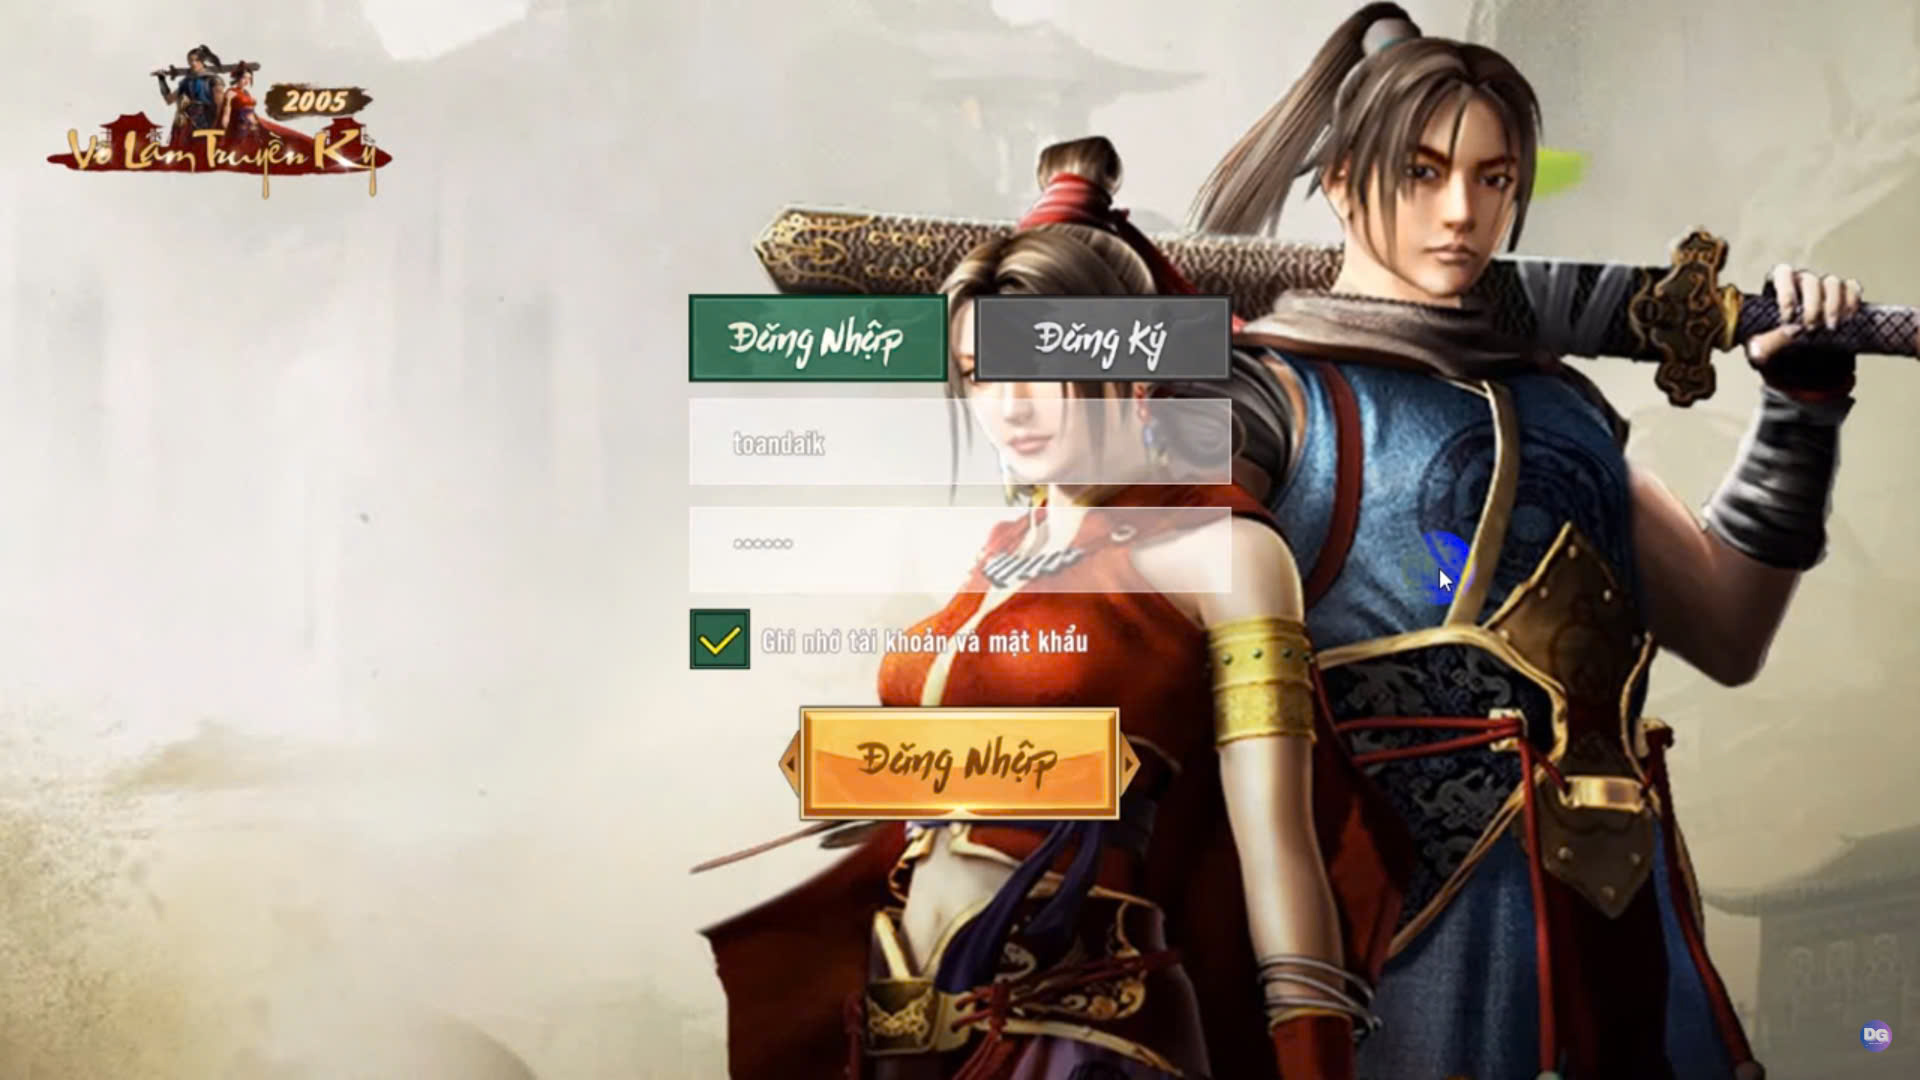 2005
Võ Lâm Truyền Kỳ
Đăng Nhập
Đăng Ký
toandaik
Ghi nhớ tài khoản và mật khẩu
Đăng Nhập
DG